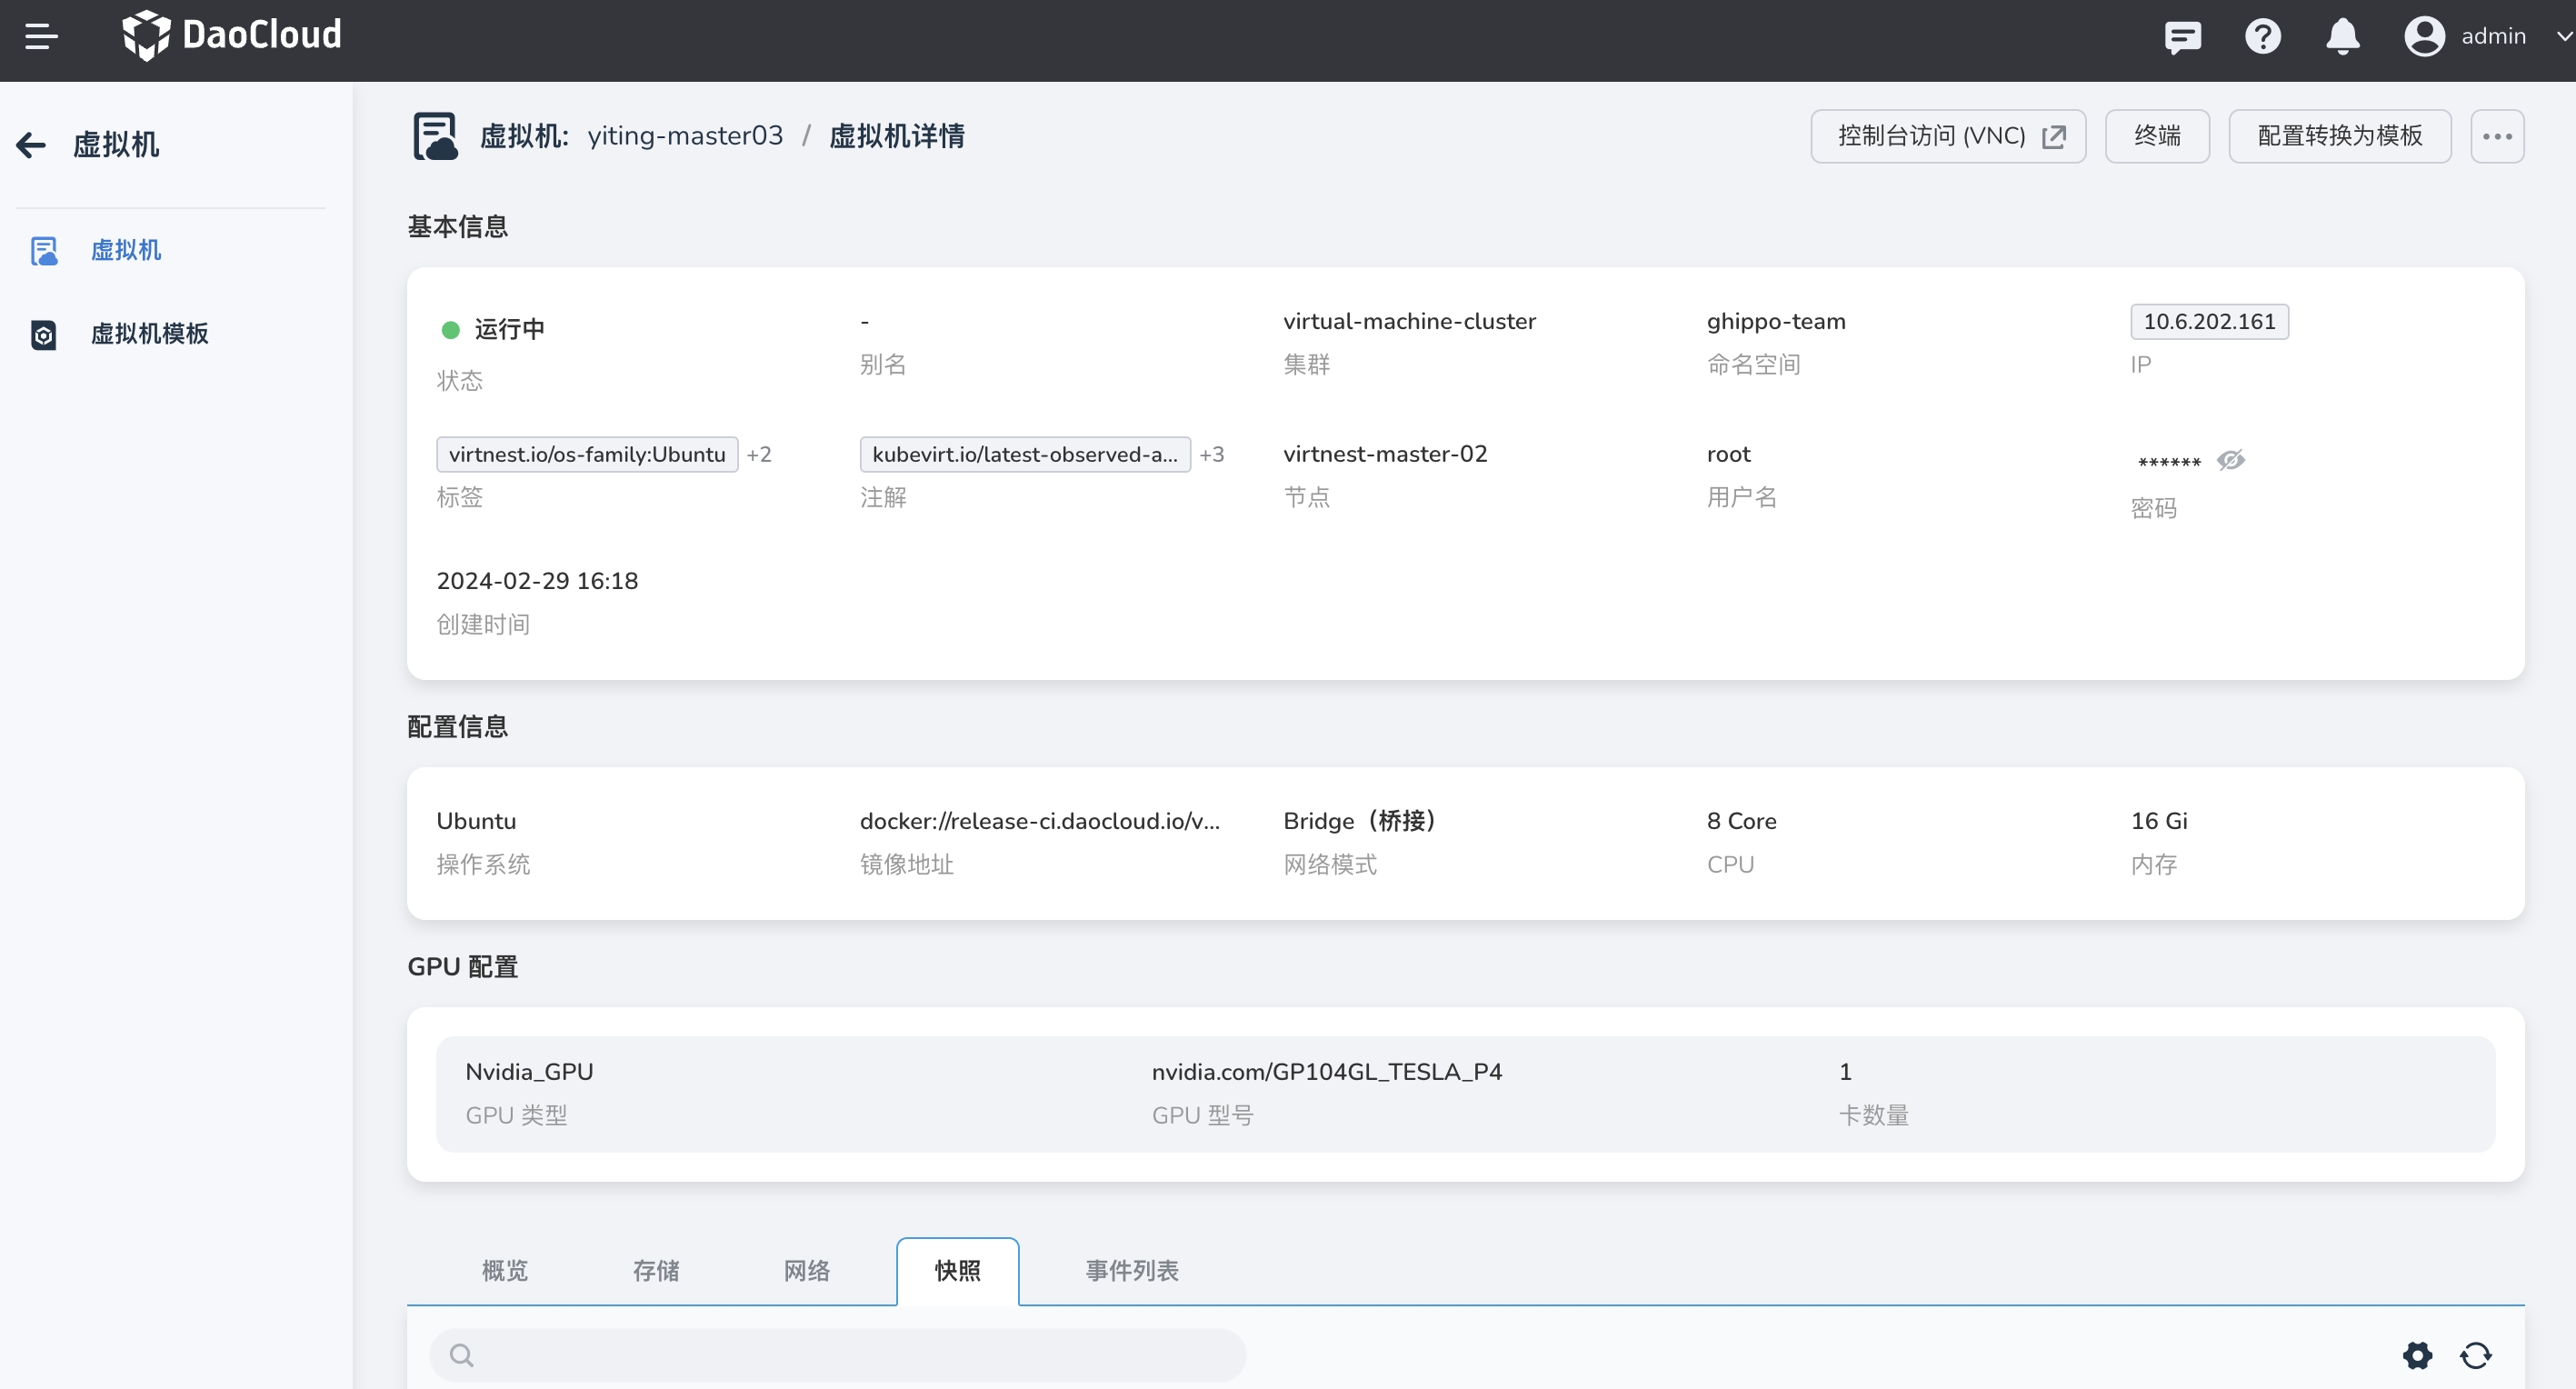 DaoCloud
admin
虚拟机
虚拟机
虚拟机模板
虚拟机: yiting-master03 / 虚拟机详情
控制台访问 (VNC)
终端
配置转换为模板
基本信息
运行中
状态
-
别名
virtual-machine-cluster
集群
ghippo-team
命名空间
10.6.202.161
IP
virtnest.io/os-family:Ubuntu +2
标签
kubevirt.io/latest-observed-a... +3
注解
virtnest-master-02
节点
root
用户名
******
密码
2024-02-29 16:18
创建时间
配置信息
Ubuntu
操作系统
docker://release-ci.daocloud.io/v...
镜像地址
Bridge（桥接）
网络模式
8 Core
CPU
16 Gi
内存
GPU 配置
Nvidia_GPU
GPU 类型
nvidia.com/GP104GL_TESLA_P4
GPU 型号
1
卡数量
概览
存储
网络
快照
事件列表